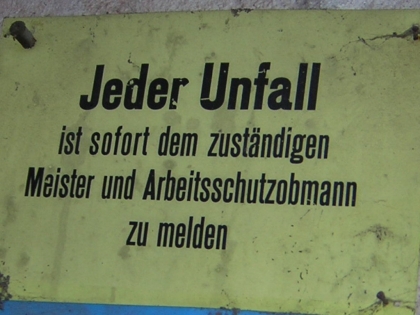 Jeder Unfall
ist sofort dem zuständigen
Meister und Arbeitsschutzobmann
zu melden